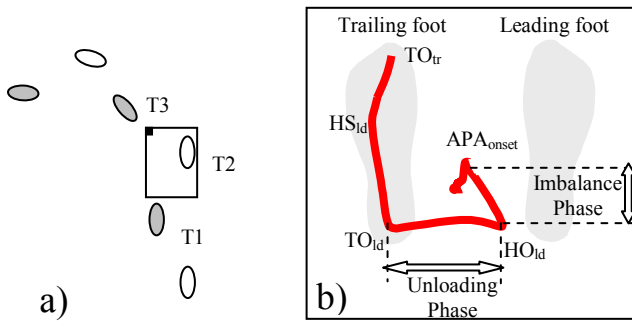 a)
T3
T2
T1
b)
Trailing foot
Leading foot
TOtr
HSld
APAonset
Imbalance
Phase
TOld
HOld
Unloading
Phase